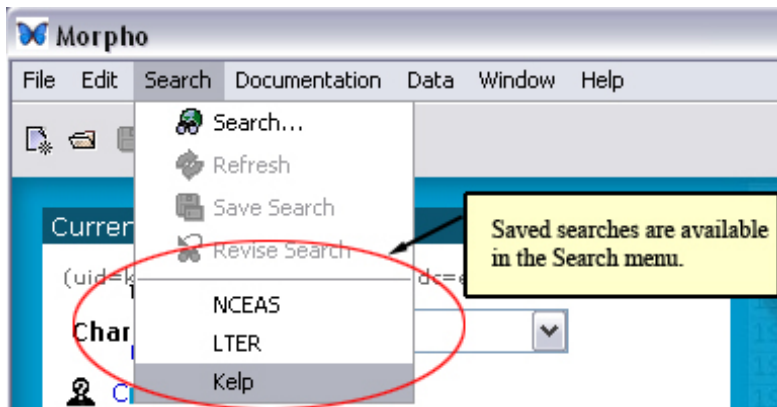 Morpho
File Edit Search Documentation Data Window Help
Search...
Refresh
Save Search
Revise Search
Saved searches are available
in the Search menu.
NCEAS
LTER
Kelp